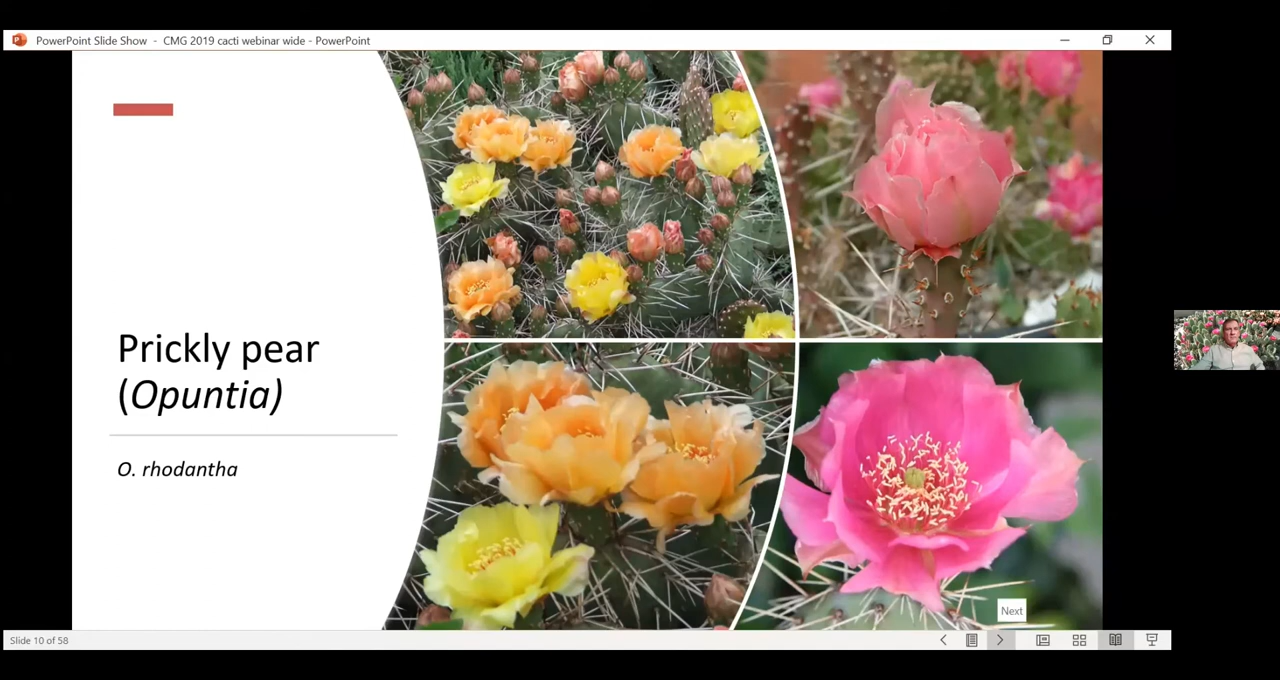 PowerPoint Slide Show - CMG 2019 cacti webinar wide - PowerPoint
Prickly pear
(Opuntia)
O. rhodantha
Next
Slide 10 of 58